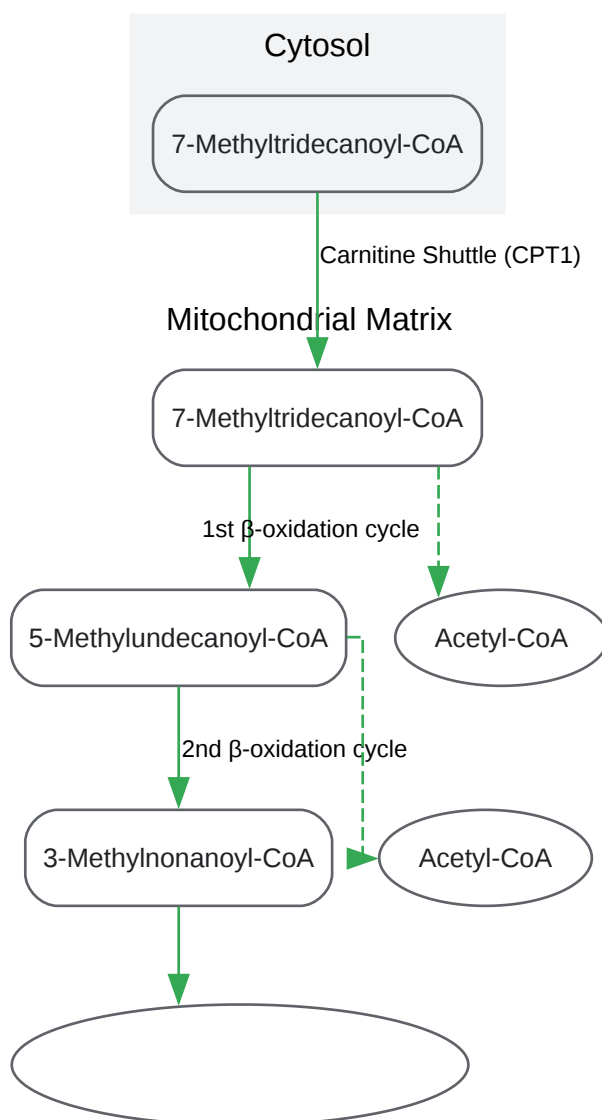 Cytosol
7-Methyltridecanoyl-CoA
Carnitine Shuttle (CPT1)
Mitochondrial Matrix
7-Methyltridecanoyl-CoA
1st β-oxidation cycle
5-Methylundecanoyl-CoA
Acetyl-CoA
2nd β-oxidation cycle
3-Methylnonanoyl-CoA
Acetyl-CoA